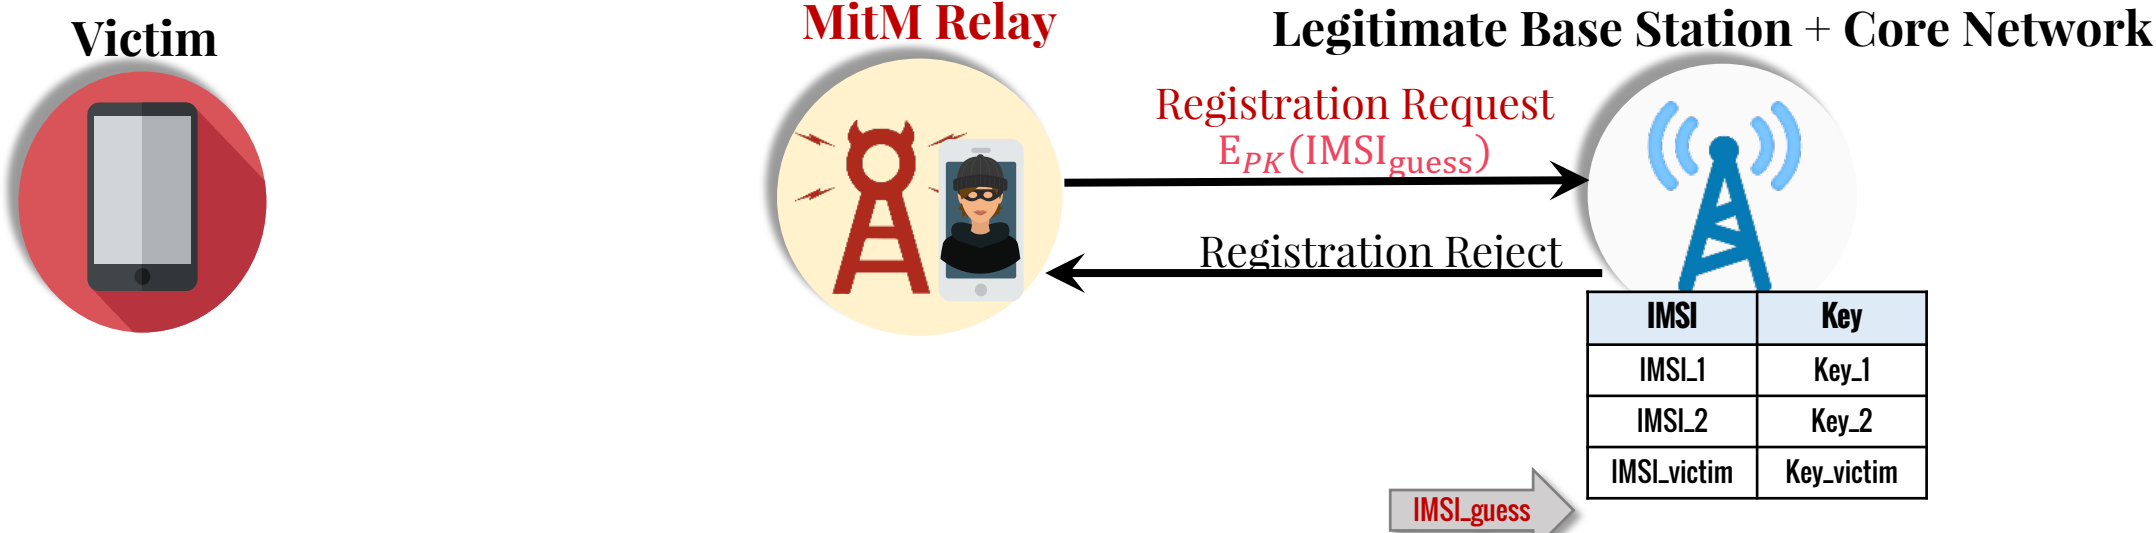 Victim
MitM Relay
Legitimate Base Station + Core Network
Registration Request
E_PK(IMSI_guess)
Registration Reject
IMSI Key
IMSI_1 Key_1
IMSI_2 Key_2
IMSI_victim Key_victim
IMSI_guess